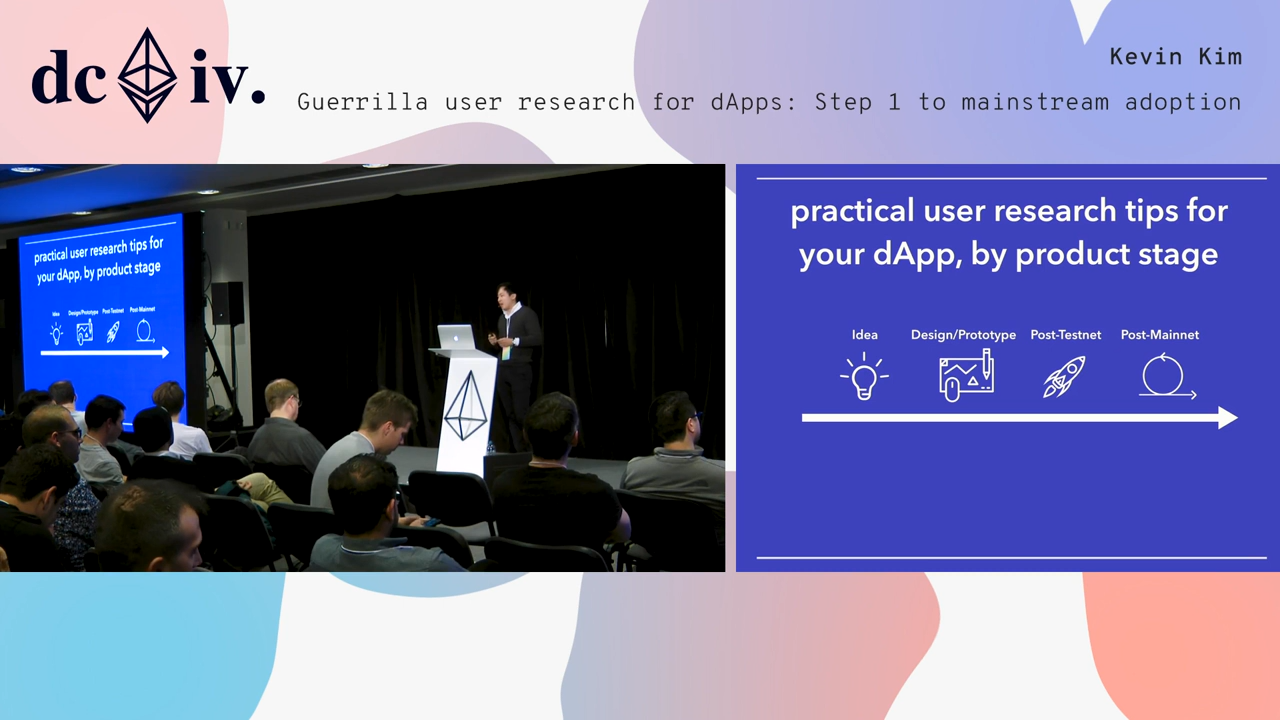 dc iv.
Kevin Kim
Guerrilla user research for dApps: Step 1 to mainstream adoption
practical user research tips for
your dApp, by product stage
Idea Design/Prototype Post-Testnet Post-Mainnet
practical user research tips for
your dApp, by product stage
Idea Design/Prototype Post-Testnet Post-Mainnet